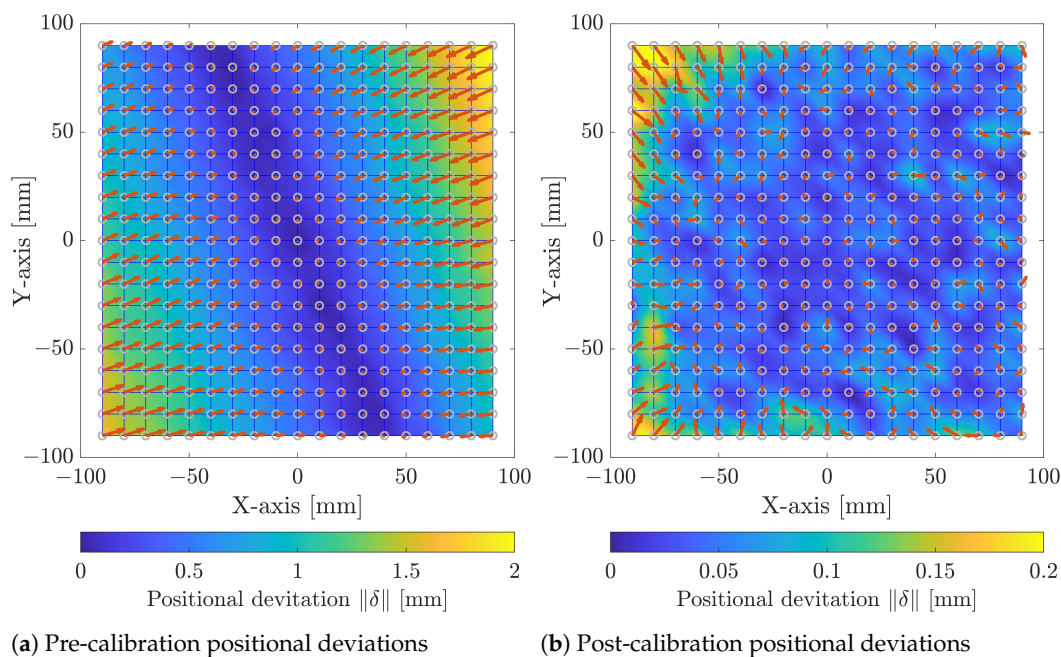 100
50
0
−50
−100
Y-axis [mm]
−100 −50 0 50 100
X-axis [mm]
0 0.5 1 1.5 2
Positional devitation ‖δ‖ [mm]
(a) Pre-calibration positional deviations
100
50
0
−50
−100
Y-axis [mm]
−100 −50 0 50 100
X-axis [mm]
0 0.05 0.1 0.15 0.2
Positional devitation ‖δ‖ [mm]
(b) Post-calibration positional deviations